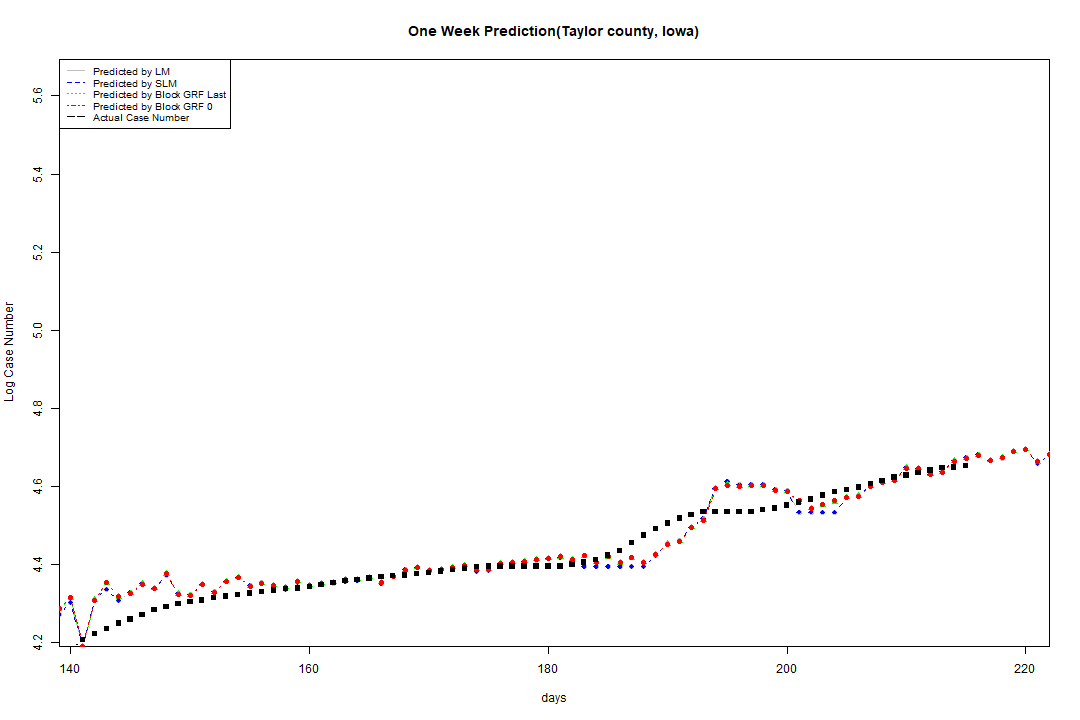 One Week Prediction(Taylor county, Iowa)
Predicted by LM
Predicted by SLM
Predicted by Block GRF Last
Predicted by Block GRF 0
Actual Case Number
5.6
5.4
5.2
5.0
4.8
4.6
4.4
4.2
Log Case Number
140 160 180 200 220
days